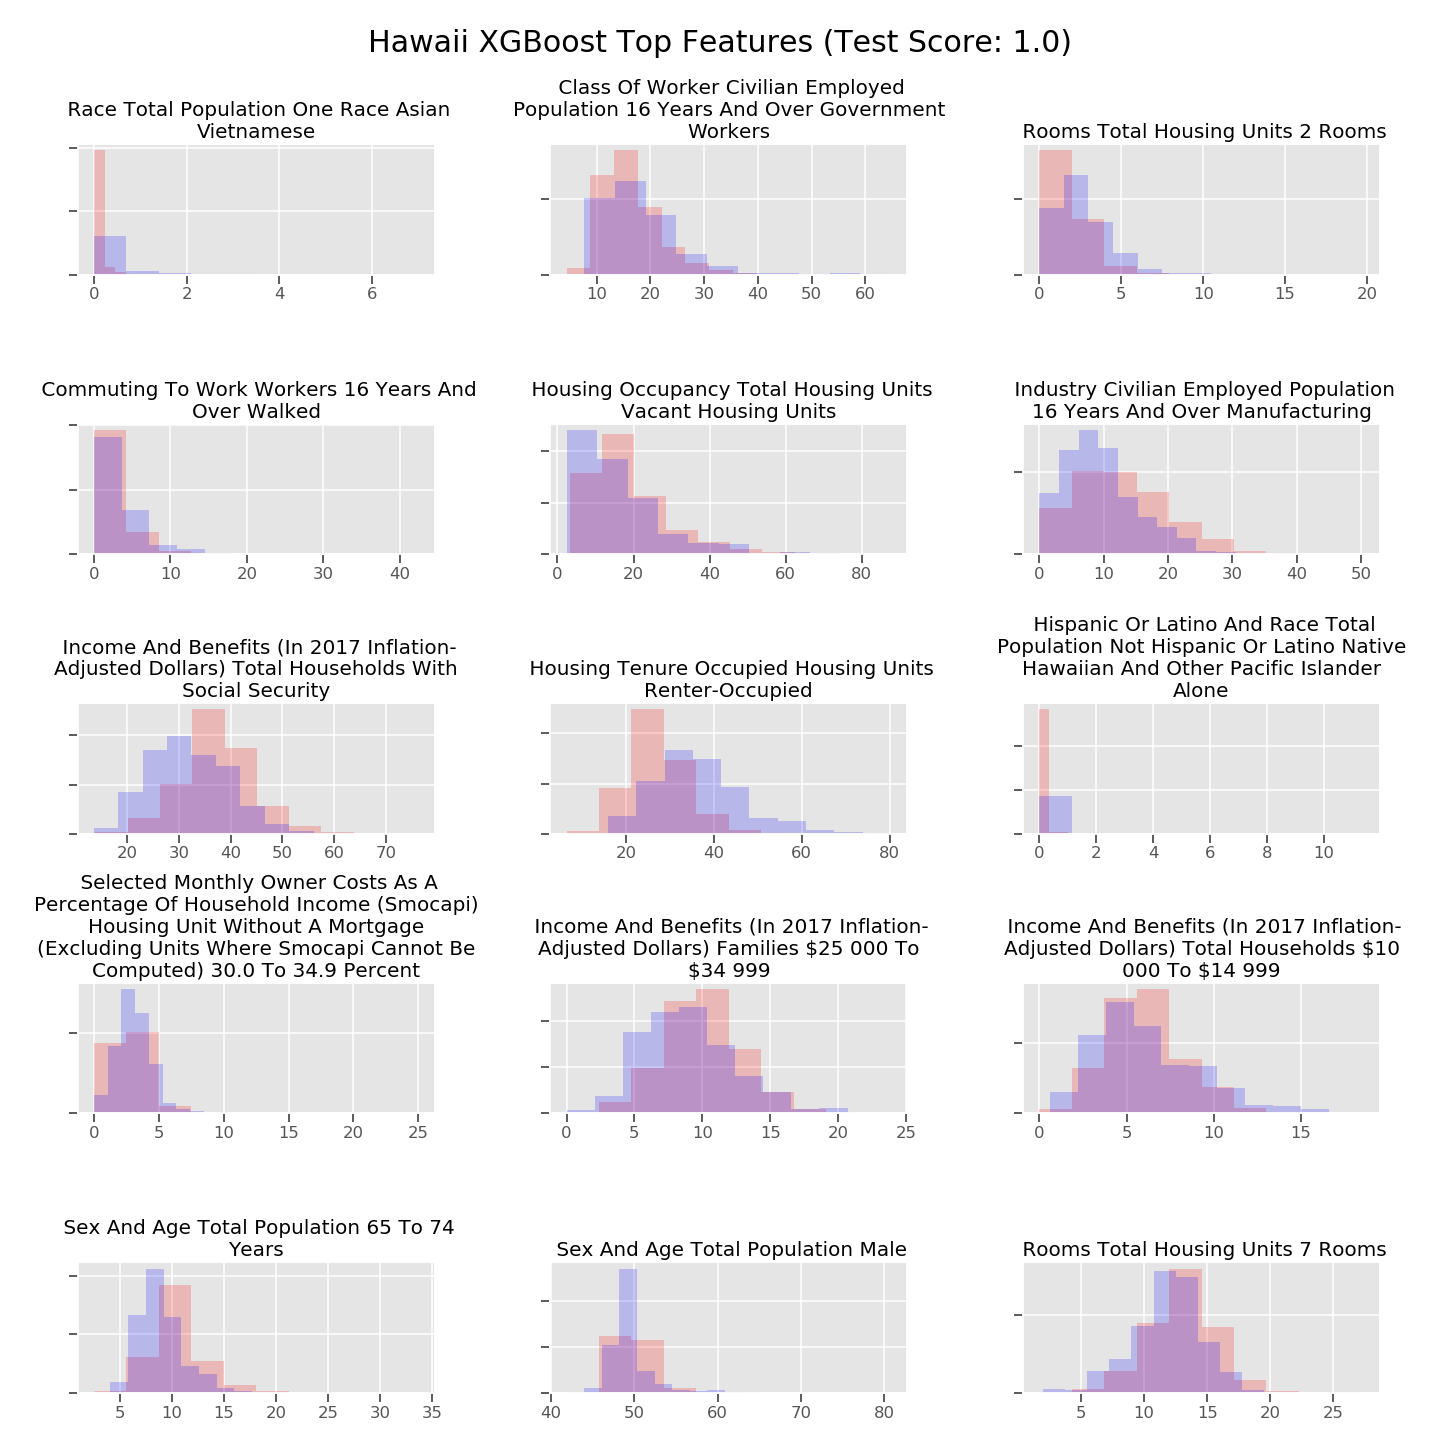 Hawaii XGBoost Top Features (Test Score: 1.0)
Race Total Population One Race Asian
Vietnamese
0 2 4 6
Class Of Worker Civilian Employed
Population 16 Years And Over Government
Workers
10 20 30 40 50 60
Rooms Total Housing Units 2 Rooms
0 5 10 15 20
Commuting To Work Workers 16 Years And
Over Walked
0 10 20 30 40
Housing Occupancy Total Housing Units
Vacant Housing Units
0 20 40 60 80
Industry Civilian Employed Population
16 Years And Over Manufacturing
0 10 20 30 40 50
Income And Benefits (In 2017 Inflation-
Adjusted Dollars) Total Households With
Social Security
20 30 40 50 60 70
Housing Tenure Occupied Housing Units
Renter-Occupied
20 40 60 80
Hispanic Or Latino And Race Total
Population Not Hispanic Or Latino Native
Hawaiian And Other Pacific Islander
Alone
0 2 4 6 8 10
Selected Monthly Owner Costs As A
Percentage Of Household Income (Smocapi)
Housing Unit Without A Mortgage
(Excluding Units Where Smocapi Cannot Be
Computed) 30.0 To 34.9 Percent
0 5 10 15 20 25
Income And Benefits (In 2017 Inflation-
Adjusted Dollars) Families $25 000 To
$34 999
0 5 10 15 20 25
Income And Benefits (In 2017 Inflation-
Adjusted Dollars) Total Households $10
000 To $14 999
0 5 10 15
Sex And Age Total Population 65 To 74
Years
5 10 15 20 25 30 35
Sex And Age Total Population Male
40 50 60 70 80
Rooms Total Housing Units 7 Rooms
5 10 15 20 25